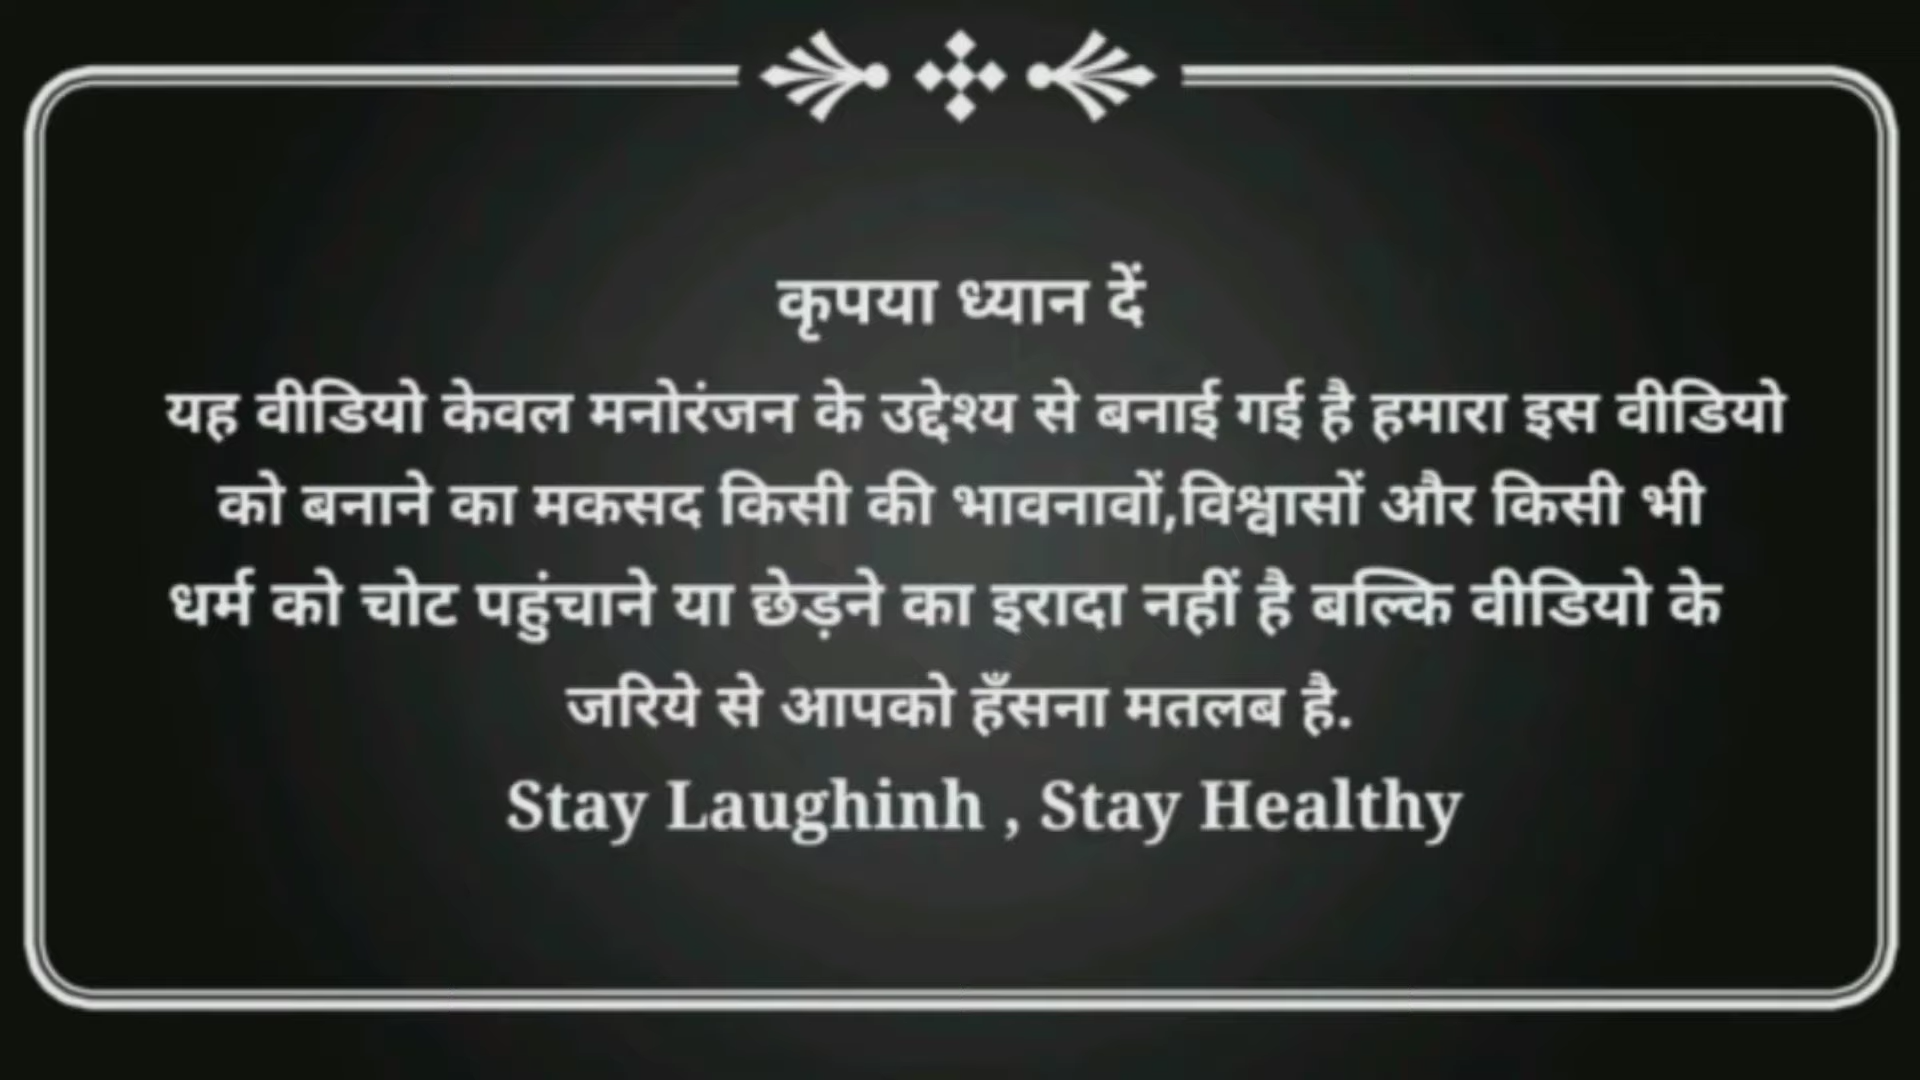 कृपया ध्यान दें
यह वीडियो केवल मनोरंजन के उद्देश्य से बनाई गई है हमारा इस वीडियो
को बनाने का मकसद किसी की भावनावों,विश्वासों और किसी भी
धर्म को चोट पहुंचाने या छेड़ने का इरादा नहीं है बल्कि वीडियो के
जरिये से आपको हँसना मतलब है.
Stay Laughinh , Stay Healthy